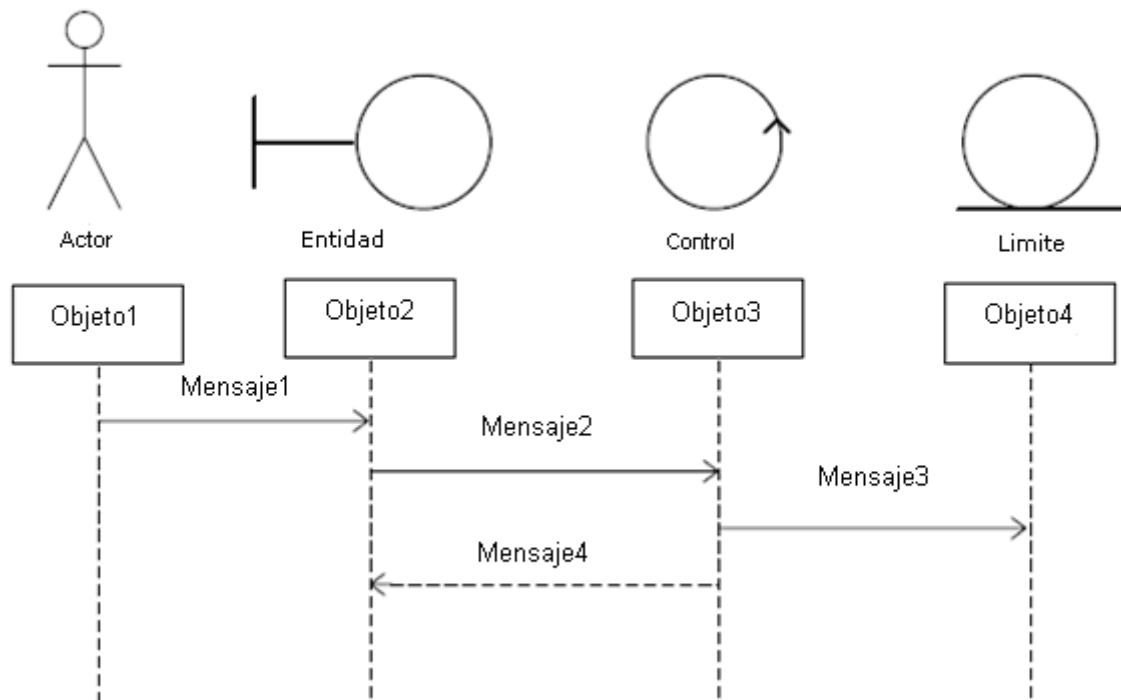 Actor
Entidad
Control
Limite
Objeto1
Objeto2
Objeto3
Objeto4
Mensaje1
Mensaje2
Mensaje3
Mensaje4